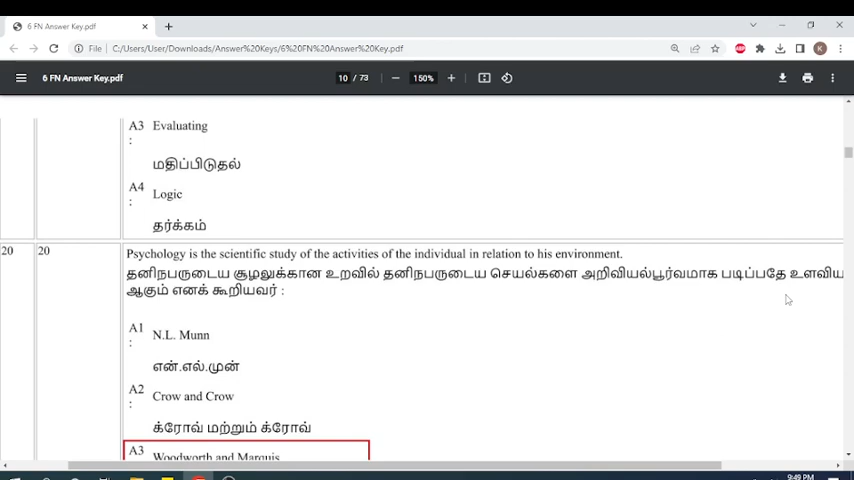 6 FN Answer Key.pdf
File
C:/Users/User/Downloads/Answer%20Keys/6%20FN%20Answer%20Key.pdf
ABP
K
6 FN Answer Key.pdf
10 / 73
150%
A3 Evaluating
:
மதிப்பிடுதல்
A4 Logic
:
தர்க்கம்
20 20 Psychology is the scientific study of the activities of the individual in relation to his environment.
தனிநபருடைய சூழலுக்கான உறவில் தனிநபருடைய செயல்களை அறிவியல்பூர்வமாக படிப்பதே உளவிய
ஆகும் எனக் கூறியவர் :
A1 N.L. Munn
:
என்.எல்.முன்
A2 Crow and Crow
:
க்ரோவ் மற்றும் க்ரோவ்
A3 Woodworth and Marquis
9:49 PM